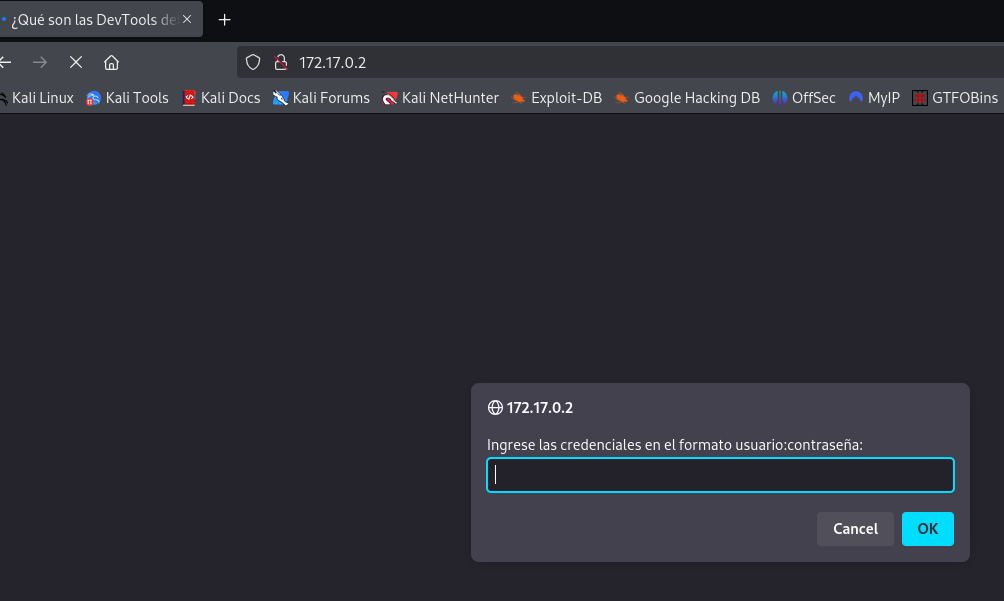 ¿Qué son las DevTools de
172.17.0.2
Kali Linux Kali Tools Kali Docs Kali Forums Kali NetHunter Exploit-DB Google Hacking DB OffSec MyIP GTFOBins
172.17.0.2
Ingrese las credenciales en el formato usuario:contraseña:
Cancel OK